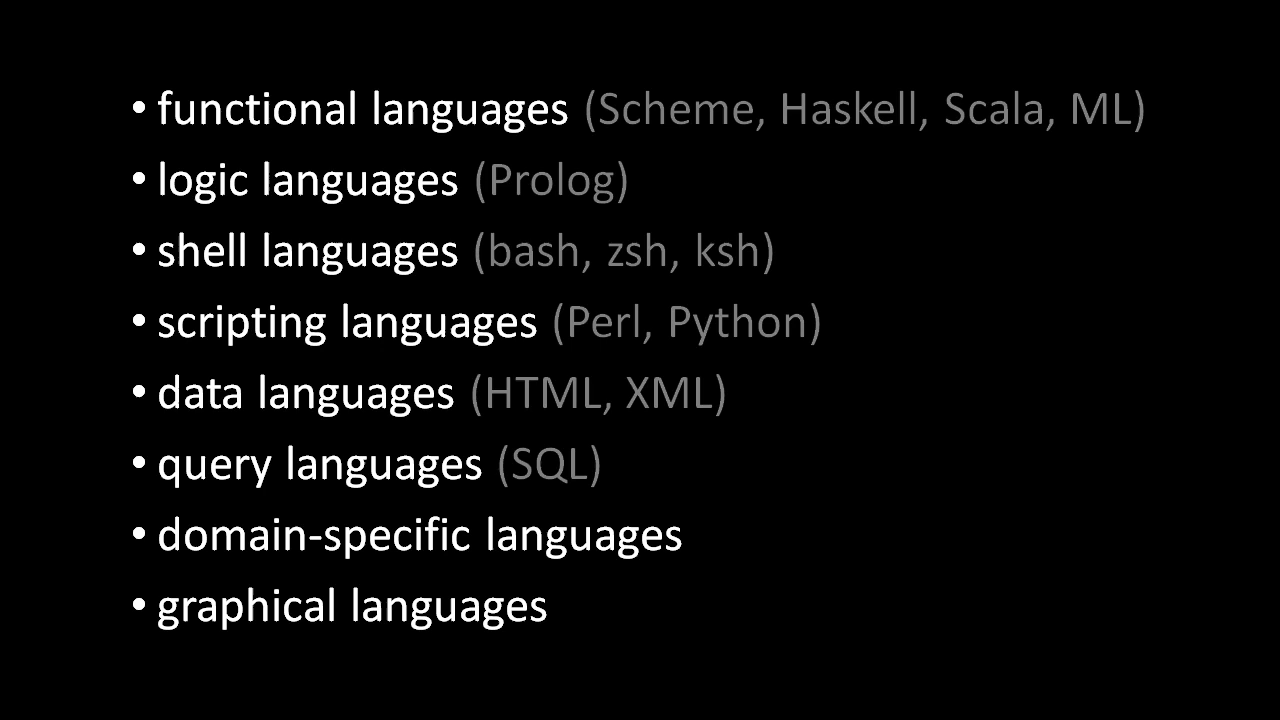 • functional languages (Scheme, Haskell, Scala, ML)
• logic languages (Prolog)
• shell languages (bash, zsh, ksh)
• scripting languages (Perl, Python)
• data languages (HTML, XML)
• query languages (SQL)
• domain-specific languages
• graphical languages